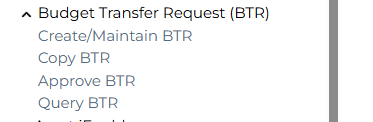 Budget Transfer Request (BTR)
Create/Maintain BTR
Copy BTR
Approve BTR
Query BTR